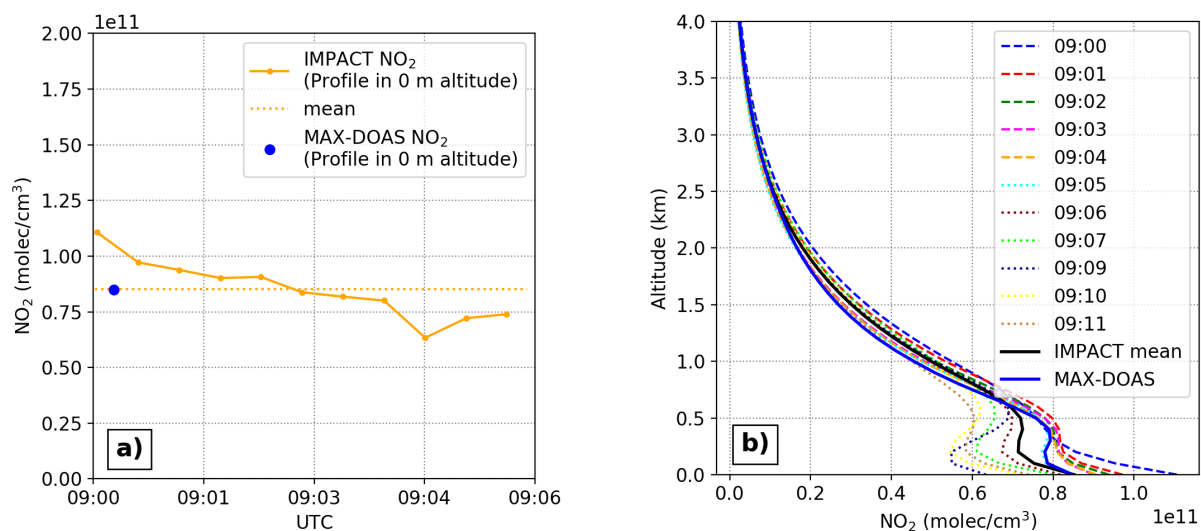 1e11
2.00
1.75
1.50
1.25
1.00
0.75
0.50
0.25
0.00
NO₂ (molec/cm³)
IMPACT NO₂
(Profile in 0 m altitude)
mean
MAX-DOAS NO₂
(Profile in 0 m altitude)
a)
09:00
09:01
09:03
09:04
09:06
UTC
4.0
3.5
3.0
2.5
2.0
1.5
1.0
0.5
0.0
Altitude (km)
09:00
09:01
09:02
09:03
09:04
09:05
09:06
09:07
09:09
09:10
09:11
IMPACT mean
MAX-DOAS
b)
0.0
0.2
0.4
0.6
0.8
1.0
1e11
NO₂ (molec/cm³)